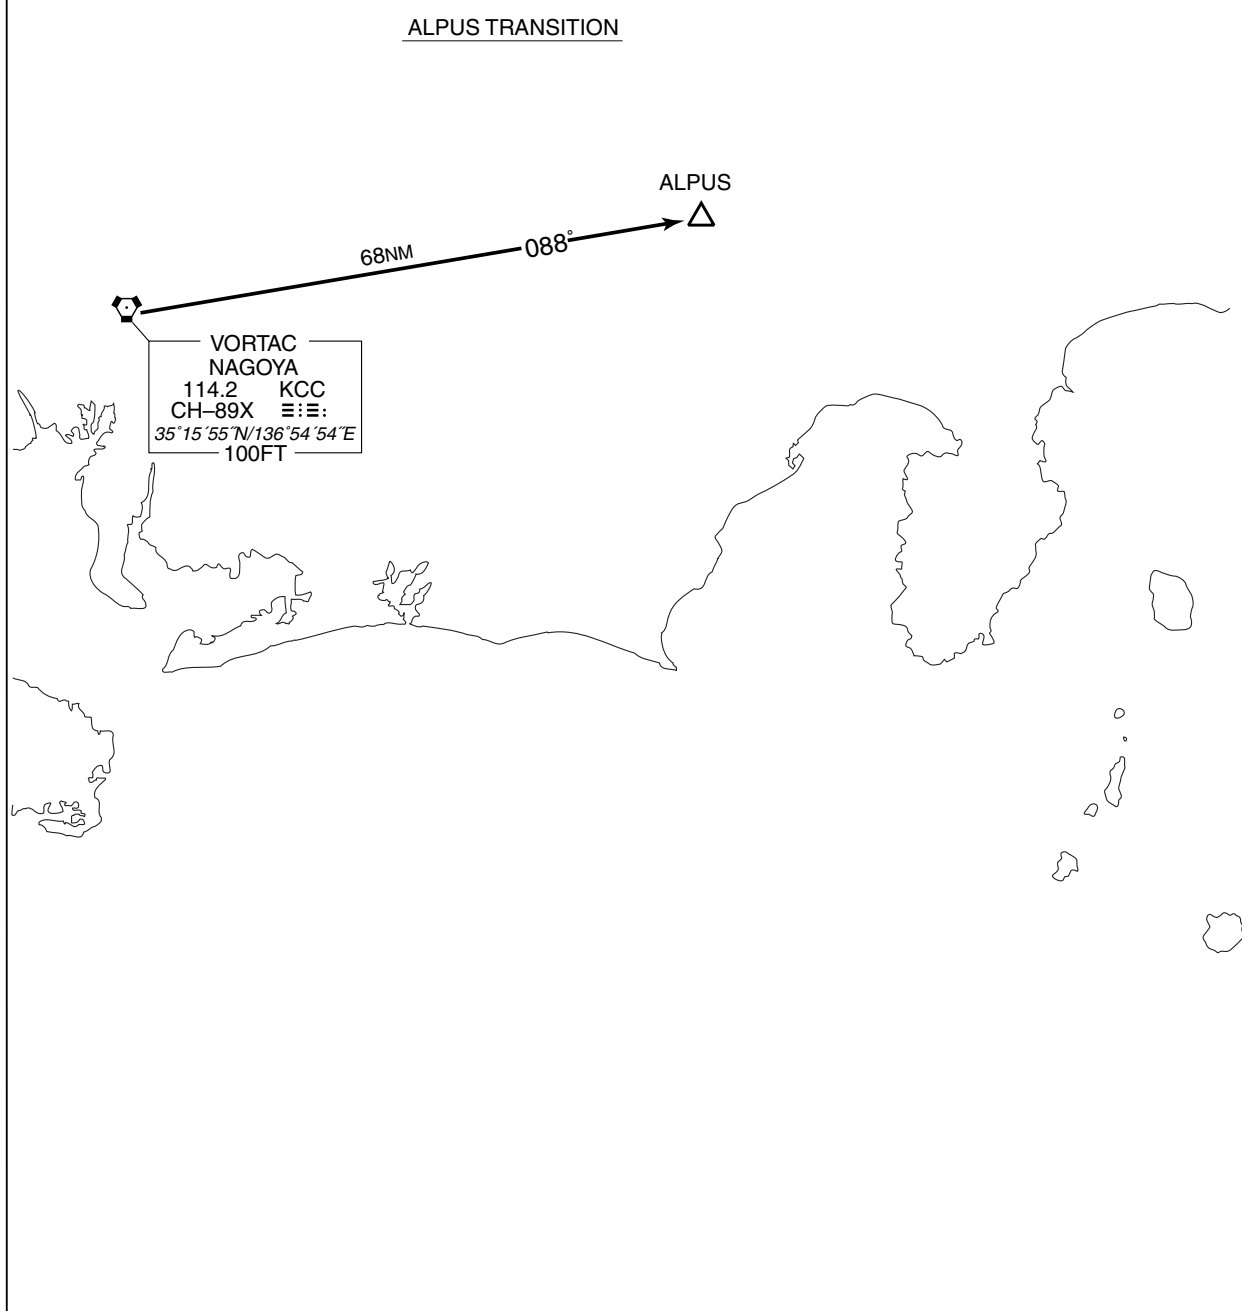 ALPUS TRANSITION
ALPUS
68NM
088°
VORTAC
NAGOYA
114.2 KCC
CH–89X
35°15´55˝N/136°54´54˝E
100FT